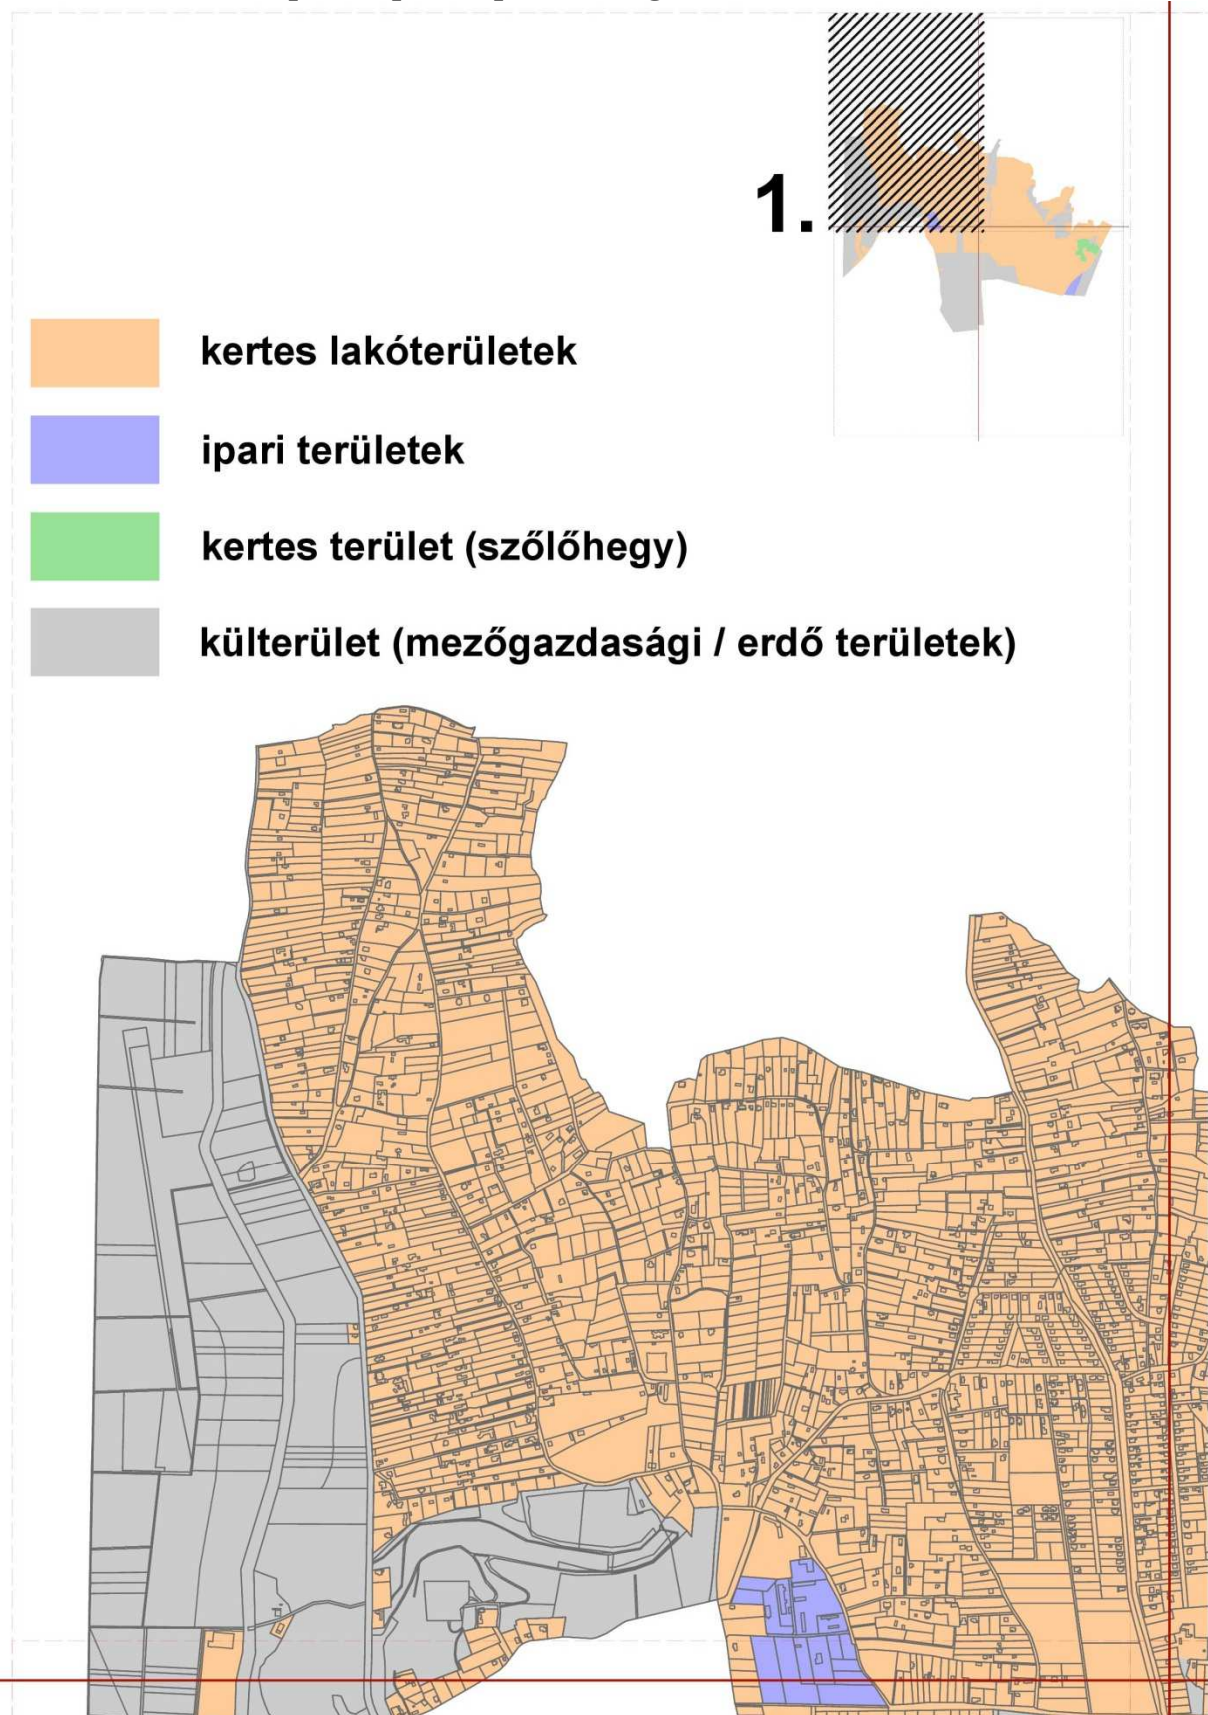 1.
kertes lakóterületek
ipari területek
kertes terület (szőlőhegy)
külterület (mezőgazdasági / erdő területek)